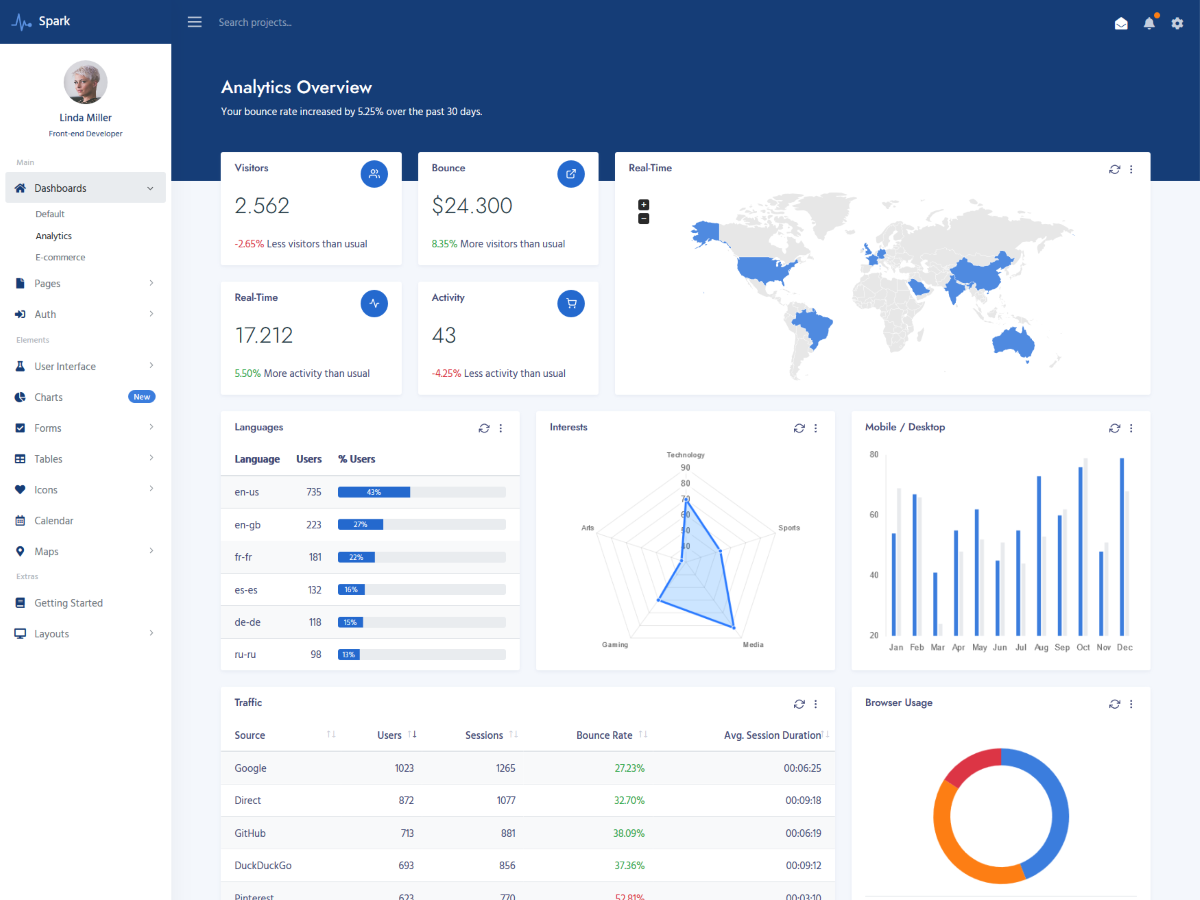 Spark
Search projects...
Linda Miller
Front-end Developer
Main
Dashboards
Default
Analytics
E-commerce
Pages
Auth
Elements
User Interface
Charts New
Forms
Tables
Icons
Calendar
Maps
Extras
Getting Started
Layouts
Analytics Overview
Your bounce rate increased by 5.25% over the past 30 days.
Visitors
2.562
-2.65% Less visitors than usual
Bounce
$24.300
8.35% More visitors than usual
Real-Time
17.212
5.50% More activity than usual
Activity
43
-4.25% Less activity than usual
Real-Time
+
−
Languages
Language Users % Users
en-us 735 43%
en-gb 223 27%
fr-fr 181 22%
es-es 132 16%
de-de 118 15%
ru-ru 98 13%
Interests
Technology
90
80
70
60
50
40
Arts
Sports
Gaming
Media
Mobile / Desktop
80
60
40
20
Jan Feb Mar Apr May Jun Jul Aug Sep Oct Nov Dec
Traffic
Source Users Sessions Bounce Rate Avg. Session Duration
Google 1023 1265 27.23% 00:06:25
Direct 872 1077 32.70% 00:09:18
GitHub 713 881 38.09% 00:06:19
DuckDuckGo 693 856 37.36% 00:09:12
Pinterest 623 770 52.81% 00:03:10
Browser Usage